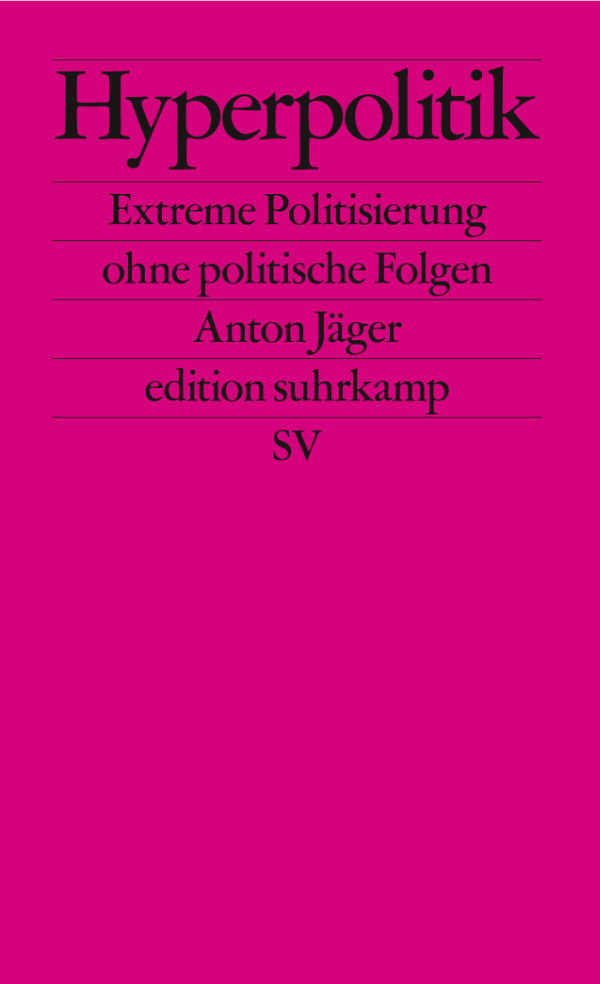 Hyperpolitik
Extreme Politisierung
ohne politische Folgen
Anton Jäger
edition suhrkamp
SV